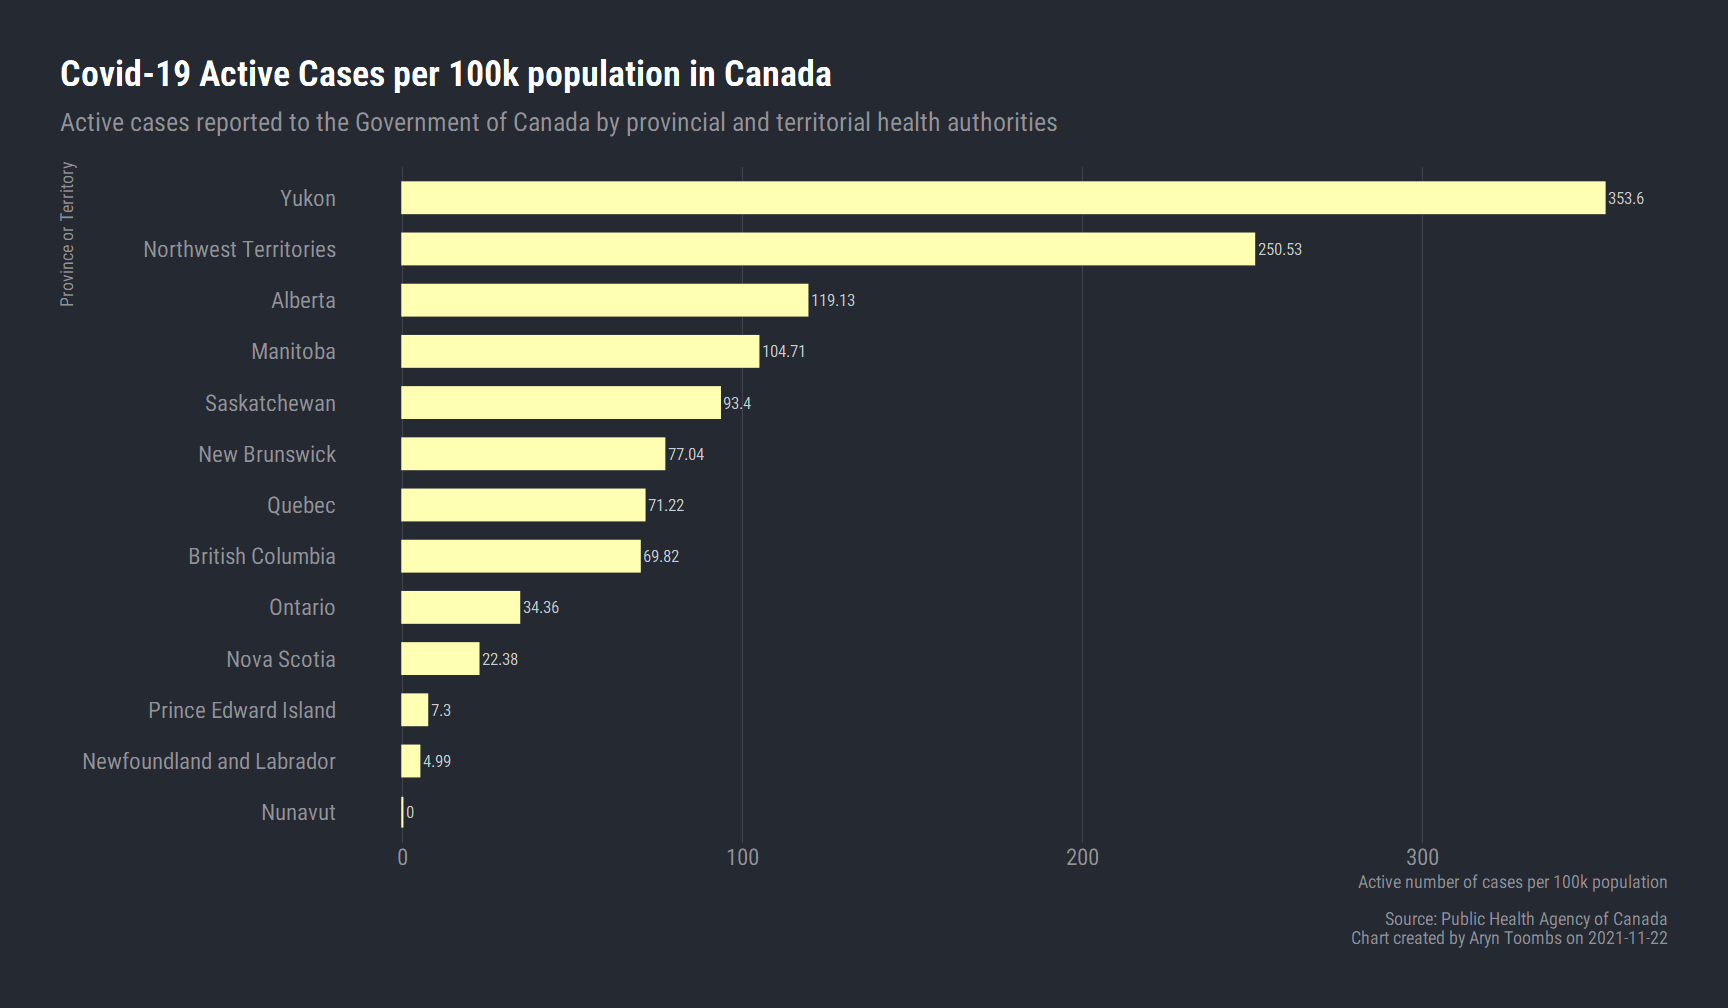 Covid-19 Active Cases per 100k population in Canada
Active cases reported to the Government of Canada by provincial and territorial health authorities
Province or Territory
Yukon 353.6
Northwest Territories 250.53
Alberta 119.13
Manitoba 104.71
Saskatchewan 93.4
New Brunswick 77.04
Quebec 71.22
British Columbia 69.82
Ontario 34.36
Nova Scotia 22.38
Prince Edward Island 7.3
Newfoundland and Labrador 4.99
Nunavut 0
0 100 200 300
Active number of cases per 100k population
Source: Public Health Agency of Canada
Chart created by Aryn Toombs on 2021-11-22